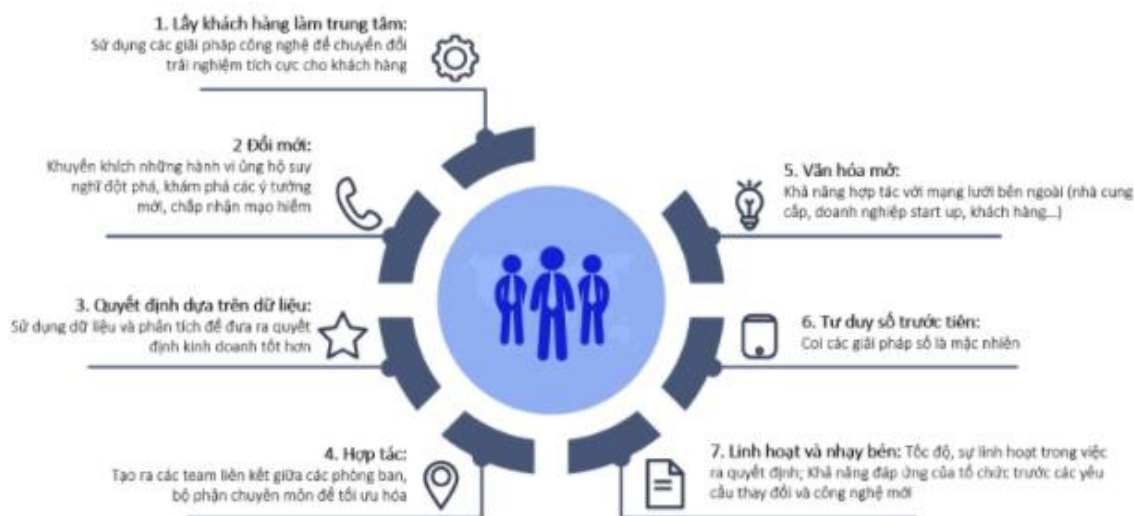 1. Lấy khách hàng làm trung tâm:
Sử dụng các giải pháp công nghệ để chuyển đổi
trải nghiệm tích cực cho khách hàng
2 Đổi mới:
Khuyến khích những hành vi ủng hộ suy
nghĩ đột phá, khám phá các ý tưởng
mới, chấp nhận mạo hiểm
3. Quyết định dựa trên dữ liệu:
Sử dụng dữ liệu và phân tích để đưa ra quyết
định kinh doanh tốt hơn
4. Hợp tác:
Tạo ra các team liên kết giữa các phòng ban,
bộ phận chuyên môn để tối ưu hóa
5. Văn hóa mở:
Khả năng hợp tác với mạng lưới bên ngoài (nhà cung
cấp, doanh nghiệp start up, khách hàng...)
6. Tư duy số trước tiên:
Coi các giải pháp số là mặc nhiên
7. Linh hoạt và nhạy bén: Tốc độ, sự linh hoạt trong việc
ra quyết định; Khả năng đáp ứng của tổ chức trước các yêu
cầu thay đổi và công nghệ mới